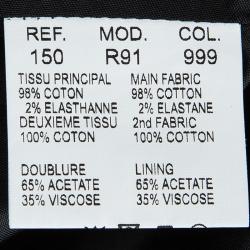 REF. MOD. COL.
150 R91 999
TISSU PRINCIPAL MAIN FABRIC
98% COTON 98% COTTON
2% ELASTHANNE 2% ELASTANE
DEUXIEME TISSU 2nd FABRIC
100% COTON 100% COTTON
DOUBLURE LINING
65% ACETATE 65% ACETATE
35% VISCOSE 35% VISCOSE